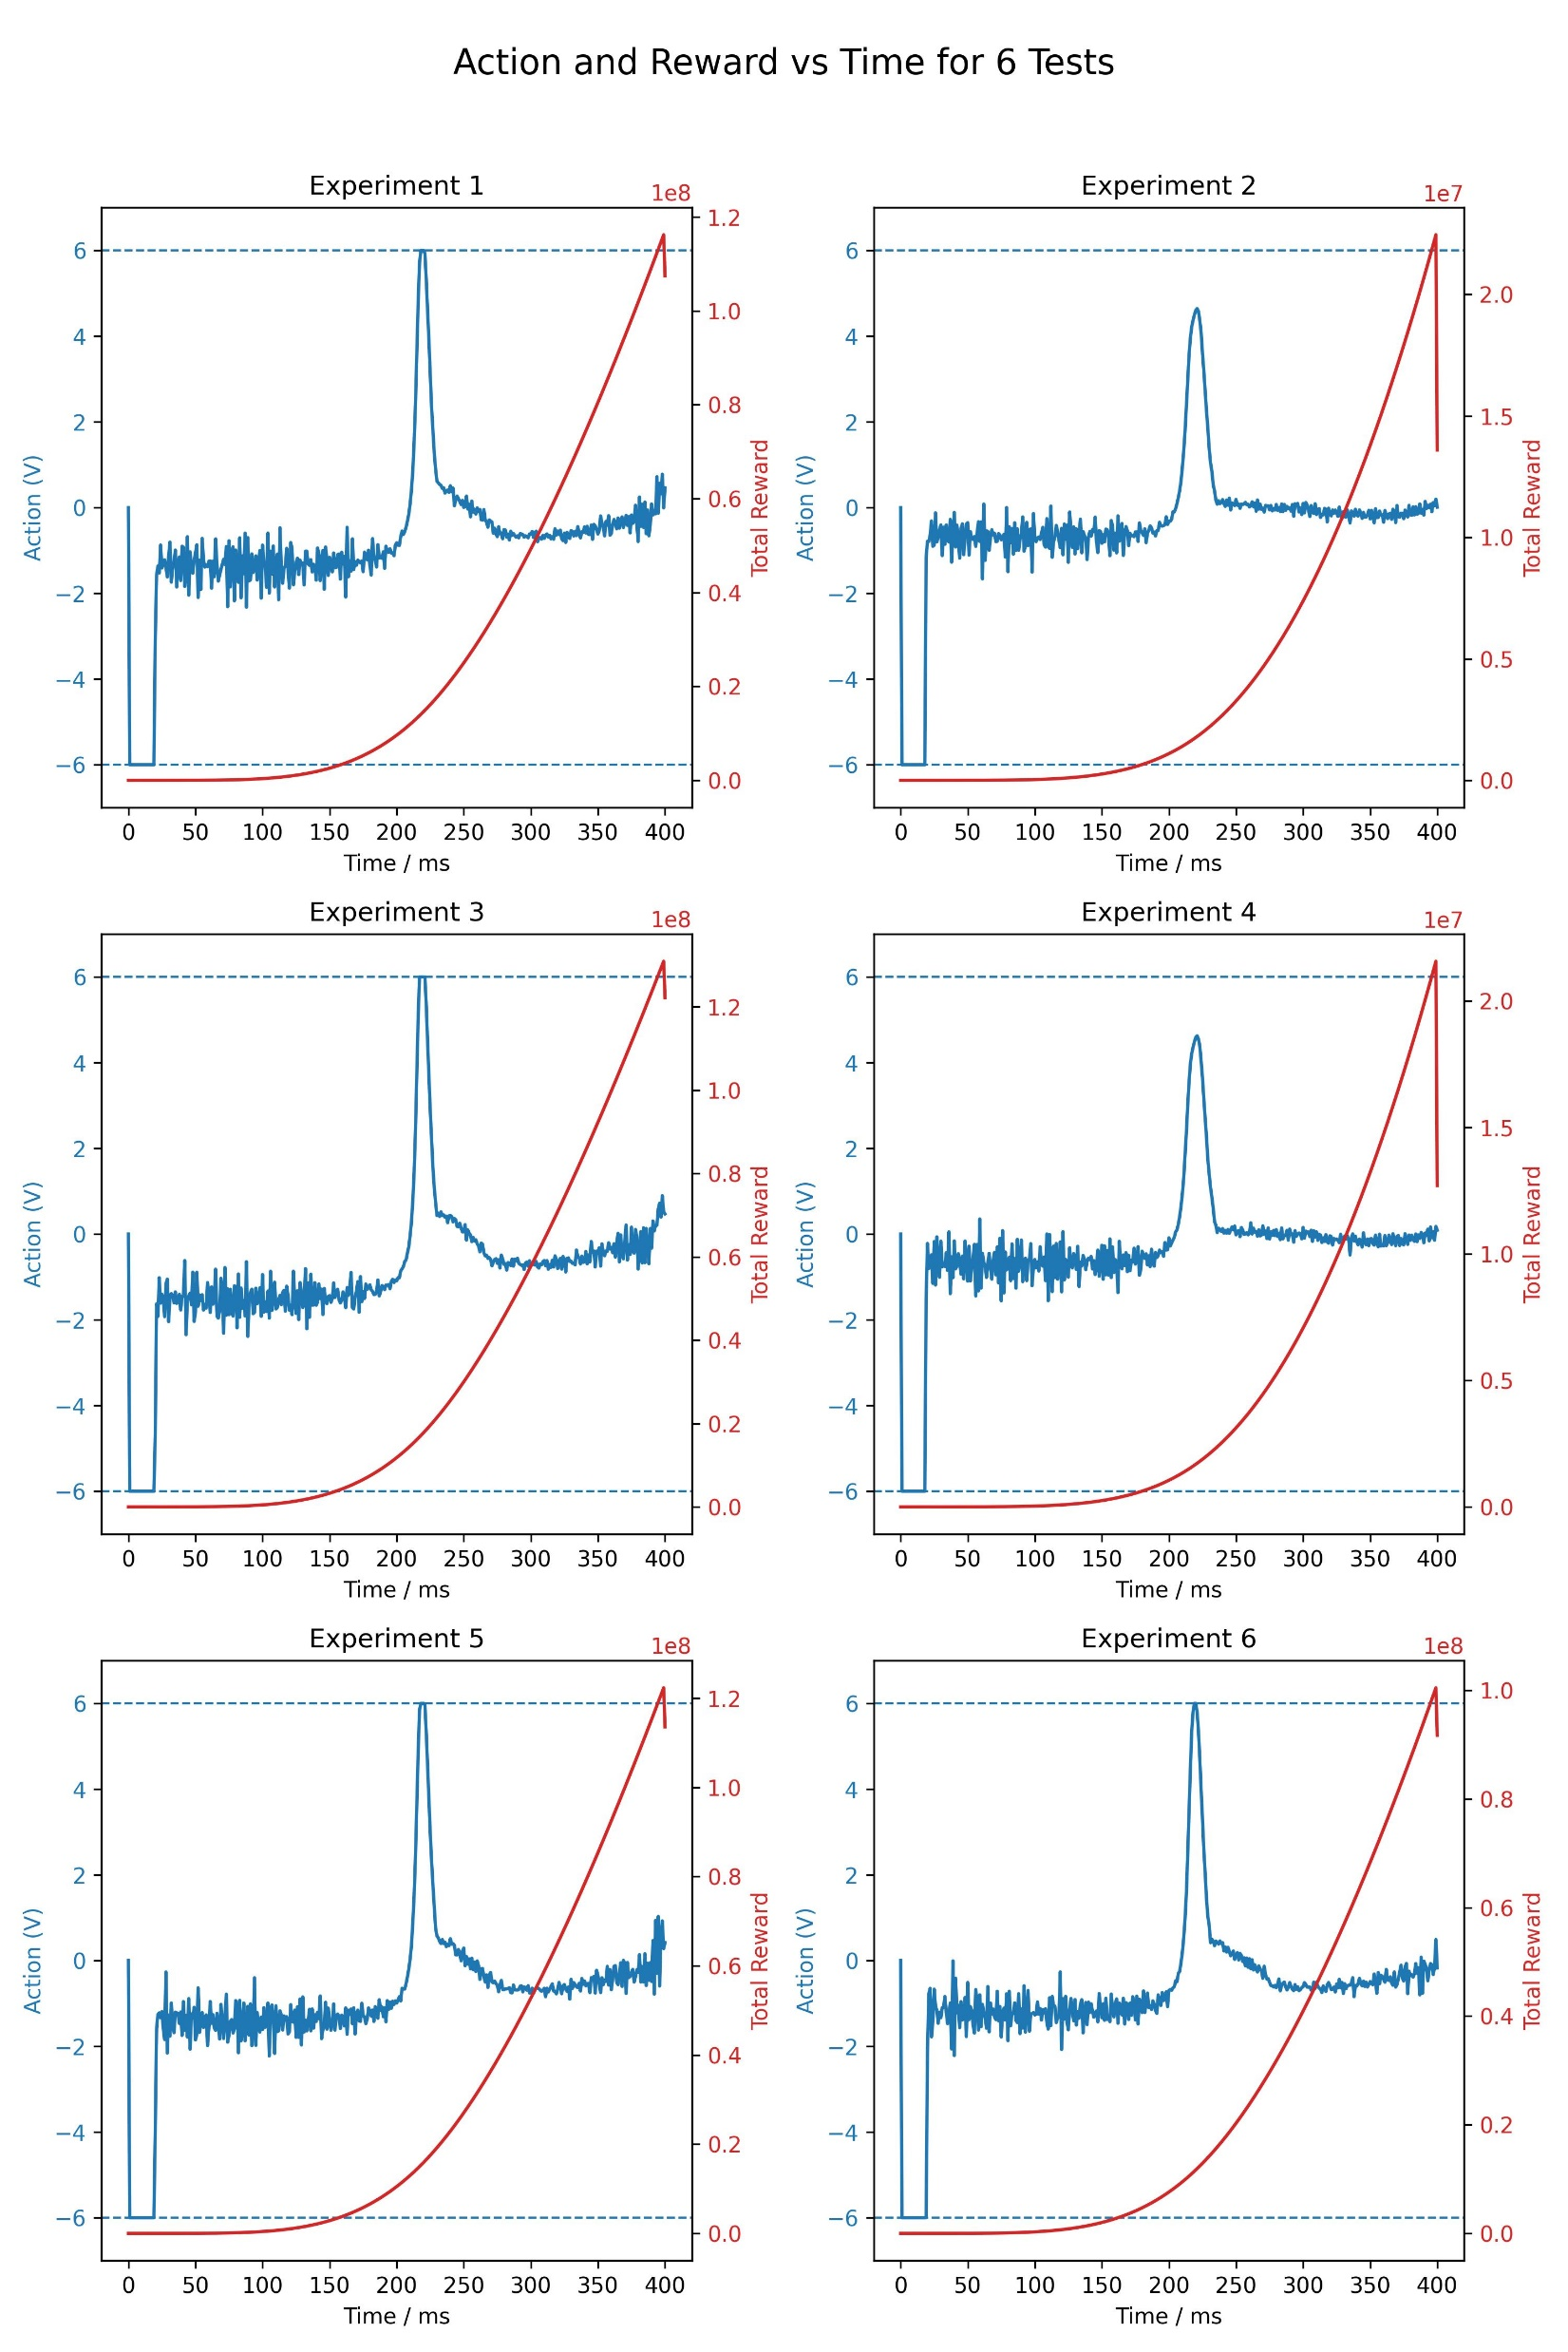 Action and Reward vs Time for 6 Tests
Experiment 1
1e8
6
4
2
0
−2
−4
−6
Action (V)
1.2
1.0
0.8
0.6
0.4
0.2
0.0
Total Reward
0 50 100 150 200 250 300 350 400
Time / ms
Experiment 2
1e7
6
4
2
0
−2
−4
−6
Action (V)
2.0
1.5
1.0
0.5
0.0
Total Reward
0 50 100 150 200 250 300 350 400
Time / ms
Experiment 3
1e8
6
4
2
0
−2
−4
−6
Action (V)
1.2
1.0
0.8
0.6
0.4
0.2
0.0
Total Reward
0 50 100 150 200 250 300 350 400
Time / ms
Experiment 4
1e7
6
4
2
0
−2
−4
−6
Action (V)
2.0
1.5
1.0
0.5
0.0
Total Reward
0 50 100 150 200 250 300 350 400
Time / ms
Experiment 5
1e8
6
4
2
0
−2
−4
−6
Action (V)
1.2
1.0
0.8
0.6
0.4
0.2
0.0
Total Reward
0 50 100 150 200 250 300 350 400
Time / ms
Experiment 6
1e8
6
4
2
0
−2
−4
−6
Action (V)
1.0
0.8
0.6
0.4
0.2
0.0
Total Reward
0 50 100 150 200 250 300 350 400
Time / ms